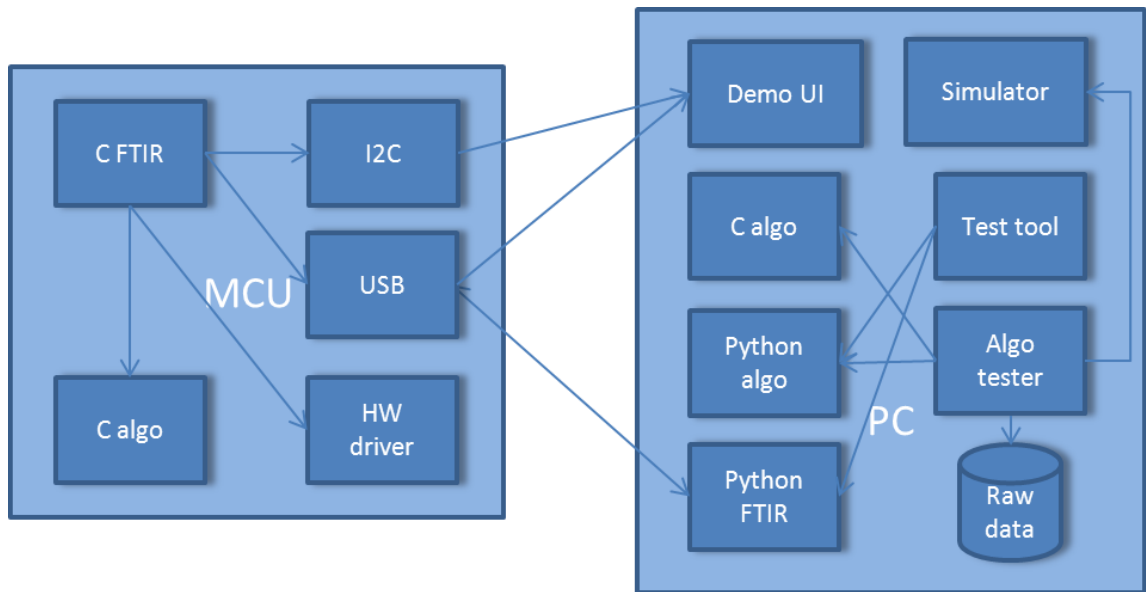 C FTIR
I2C
MCU
USB
C algo
HW
driver
Demo UI
Simulator
C algo
Test tool
Python
algo
Algo
tester
PC
Python
FTIR
Raw
data